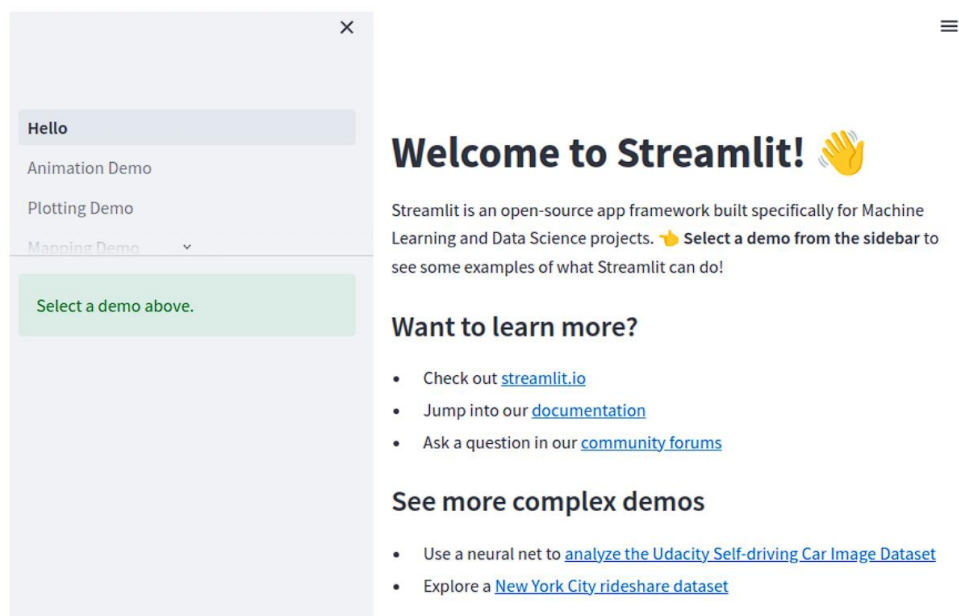 Hello
Animation Demo
Plotting Demo
Mapping Demo
Select a demo above.
Welcome to Streamlit! 👋
Streamlit is an open-source app framework built specifically for Machine
Learning and Data Science projects. 👈 Select a demo from the sidebar to
see some examples of what Streamlit can do!
Want to learn more?
• Check out streamlit.io
• Jump into our documentation
• Ask a question in our community forums
See more complex demos
• Use a neural net to analyze the Udacity Self-driving Car Image Dataset
• Explore a New York City rideshare dataset